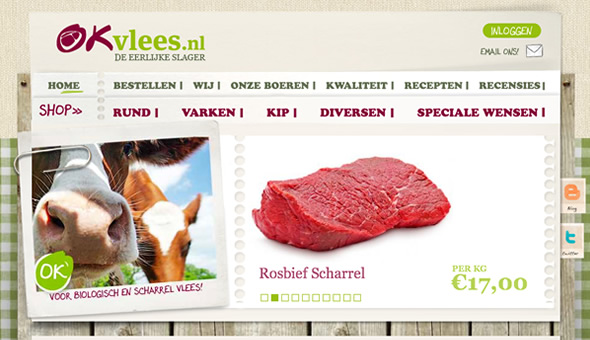 OKvlees.nl
DE EERLIJKE SLAGER
INLOGGEN
EMAIL ONS!
HOME BESTELLEN | WIJ | ONZE BOEREN | KWALITEIT | RECEPTEN | RECENSIES |
SHOP>> RUND | VARKEN | KIP | DIVERSEN | SPECIALE WENSEN |
OK
VOOR BIOLOGISCH EN SCHARREL VLEES!
Rosbief Scharrel
PER KG
€17,00
Blog
twitter